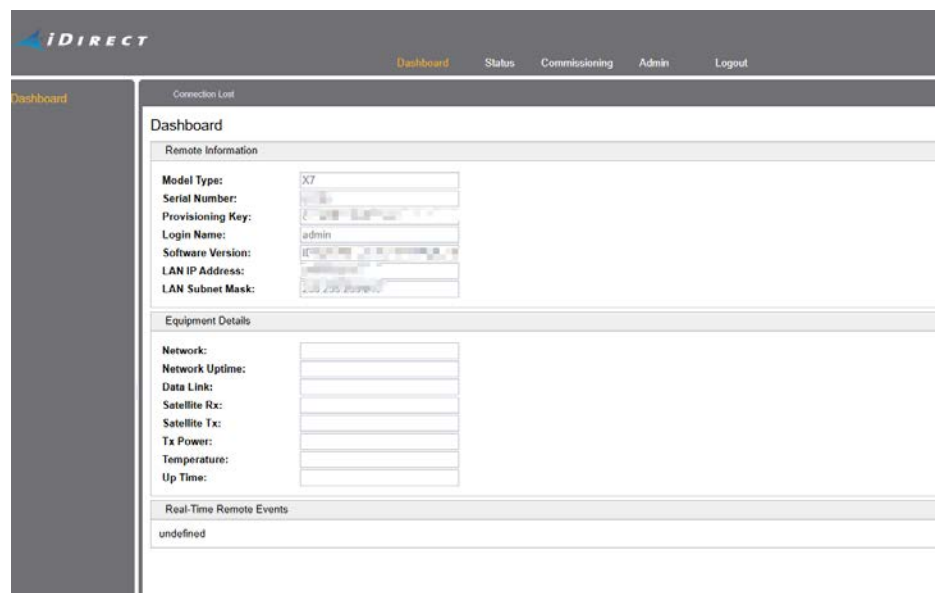 iDIRECT
Dashboard Status Commissioning Admin Logout
Dashboard
Connection Lost
Dashboard
Remote Information
Model Type: X7
Serial Number:
Provisioning Key:
Login Name: admin
Software Version:
LAN IP Address:
LAN Subnet Mask:
Equipment Details
Network:
Network Uptime:
Data Link:
Satellite Rx:
Satellite Tx:
Tx Power:
Temperature:
Up Time:
Real-Time Remote Events
undefined